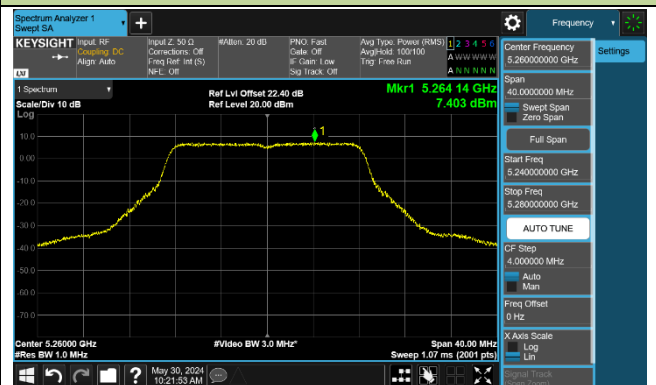 Spectrum Analyzer 1
Swept SA
+
Frequency
KEYSIGHT
Input: RF
Coupling: DC
Align: Auto
Input Z: 50 Ω
Corrections: Off
Freq Ref: Int (S)
NFE: Off
#Atten: 20 dB
PNO: Fast
Gate: Off
IF Gain: Low
Sig Track: Off
Avg Type: Power (RMS)
Avg|Hold: 100/100
Trig: Free Run
1 2 3 4 5 6
A W W W W W
A N N N N N
LXI
Center Frequency
5.260000000 GHz
Settings
Span
40.0000000 MHz
Swept Span
Zero Span
Full Span
Start Freq
5.240000000 GHz
Stop Freq
5.280000000 GHz
AUTO TUNE
CF Step
4.000000 MHz
Auto
Man
Freq Offset
0 Hz
X Axis Scale
Log
Lin
Signal Track
(Span Zoom)
1 Spectrum
Scale/Div 10 dB
Log
Ref Lvl Offset 22.40 dB
Ref Level 20.00 dBm
Mkr1 5.264 14 GHz
7.403 dBm
1
10.0
0.00
-10.0
-20.0
-30.0
-40.0
-50.0
-60.0
-70.0
Center 5.26000 GHz
#Res BW 1.0 MHz
#Video BW 3.0 MHz*
Span 40.00 MHz
Sweep 1.07 ms (2001 pts)
?
May 30, 2024
10:21:53 AM